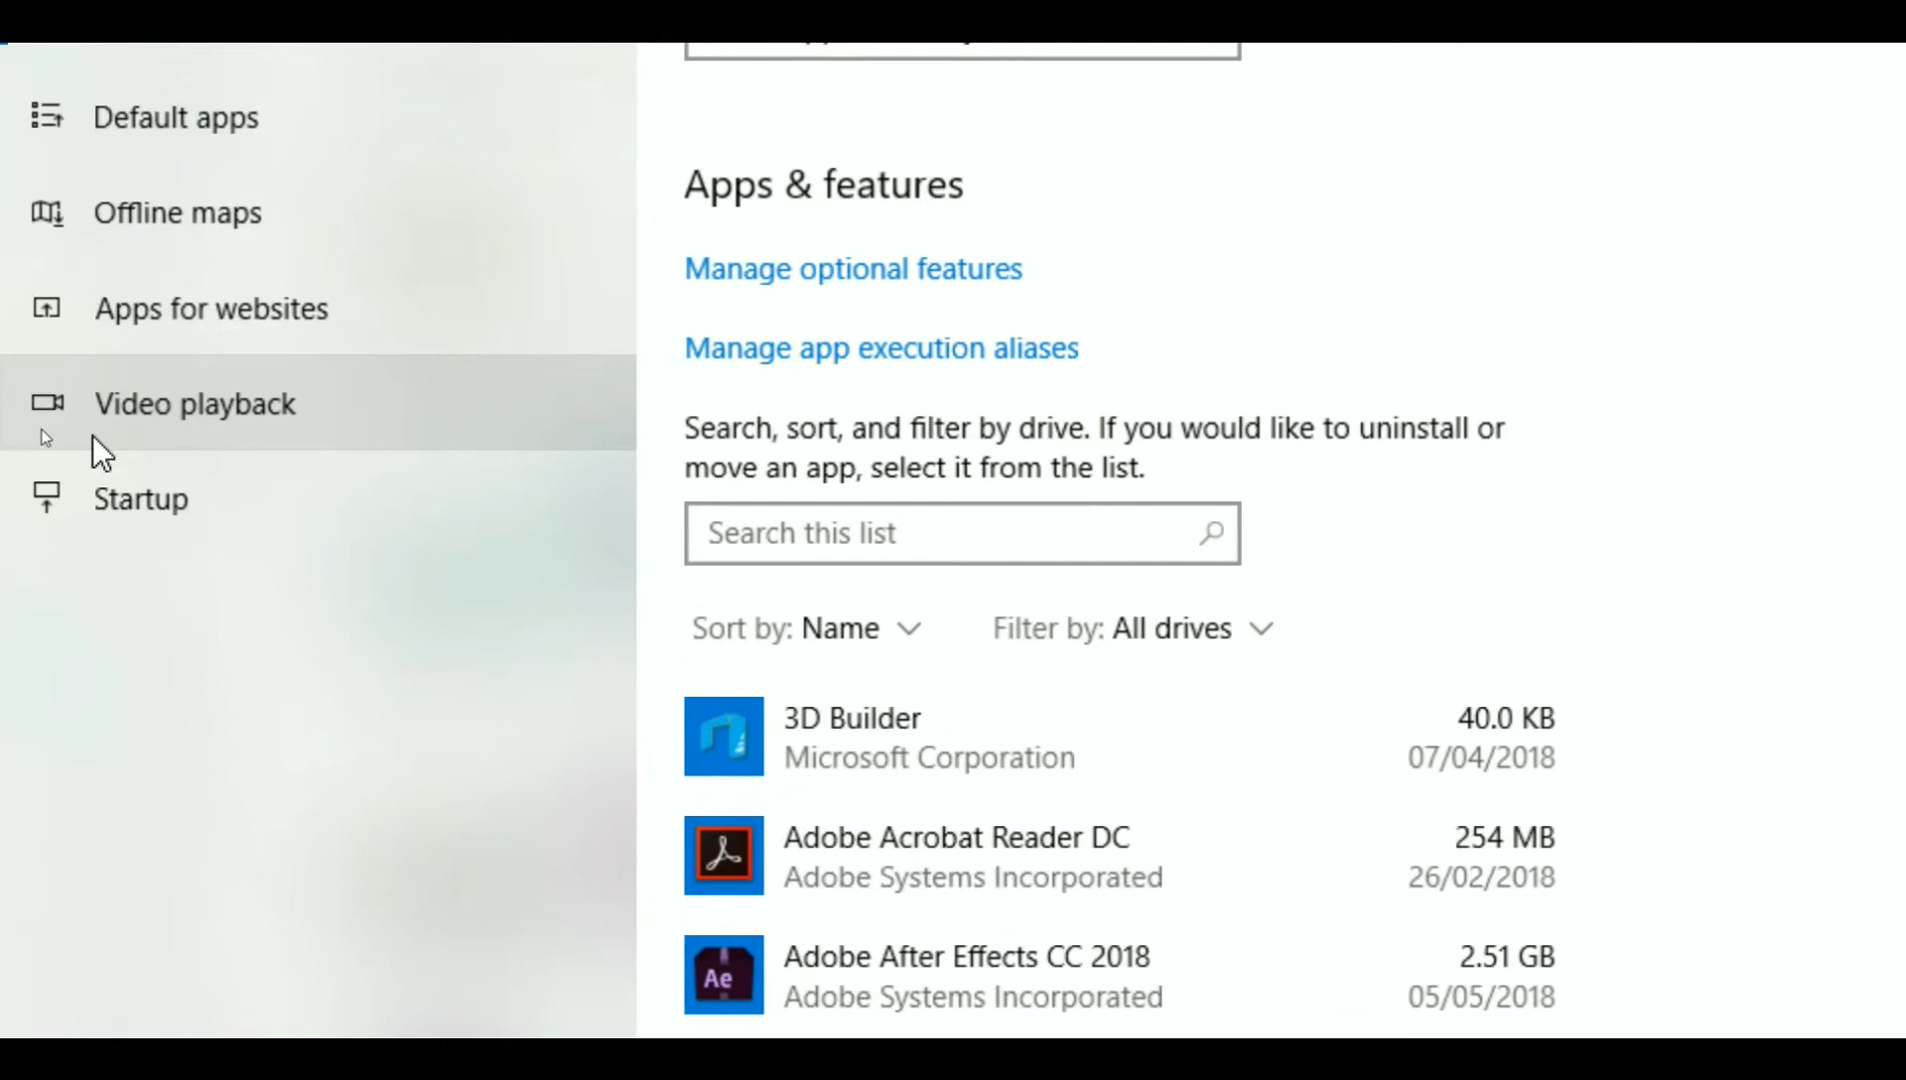 Default apps
Offline maps
Apps for websites
Video playback
Startup
Apps & features
Manage optional features
Manage app execution aliases
Search, sort, and filter by drive. If you would like to uninstall or
move an app, select it from the list.
Search this list
Sort by: Name Filter by: All drives
3D Builder 40.0 KB
Microsoft Corporation 07/04/2018
Adobe Acrobat Reader DC 254 MB
Adobe Systems Incorporated 26/02/2018
Ae
Adobe After Effects CC 2018 2.51 GB
Adobe Systems Incorporated 05/05/2018